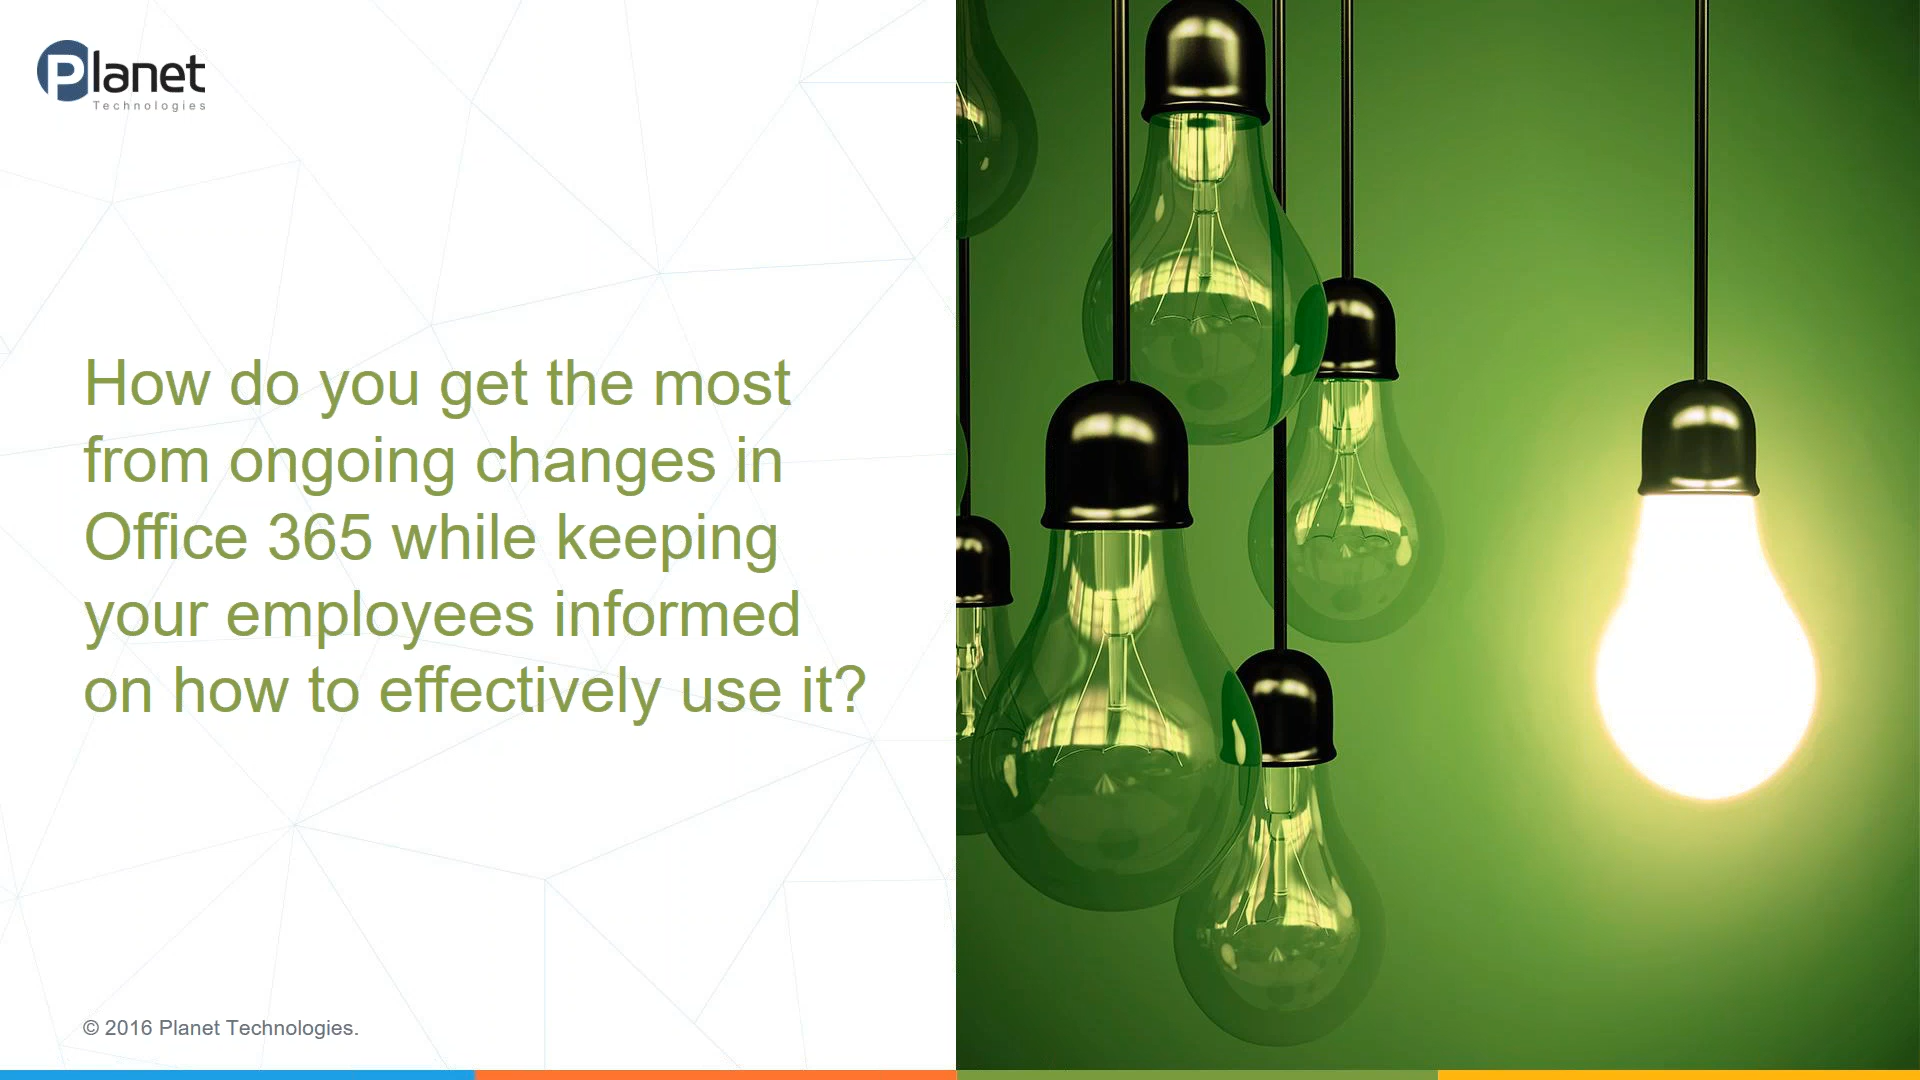 Planet
Technologies
How do you get the most
from ongoing changes in
Office 365 while keeping
your employees informed
on how to effectively use it?
© 2016 Planet Technologies.